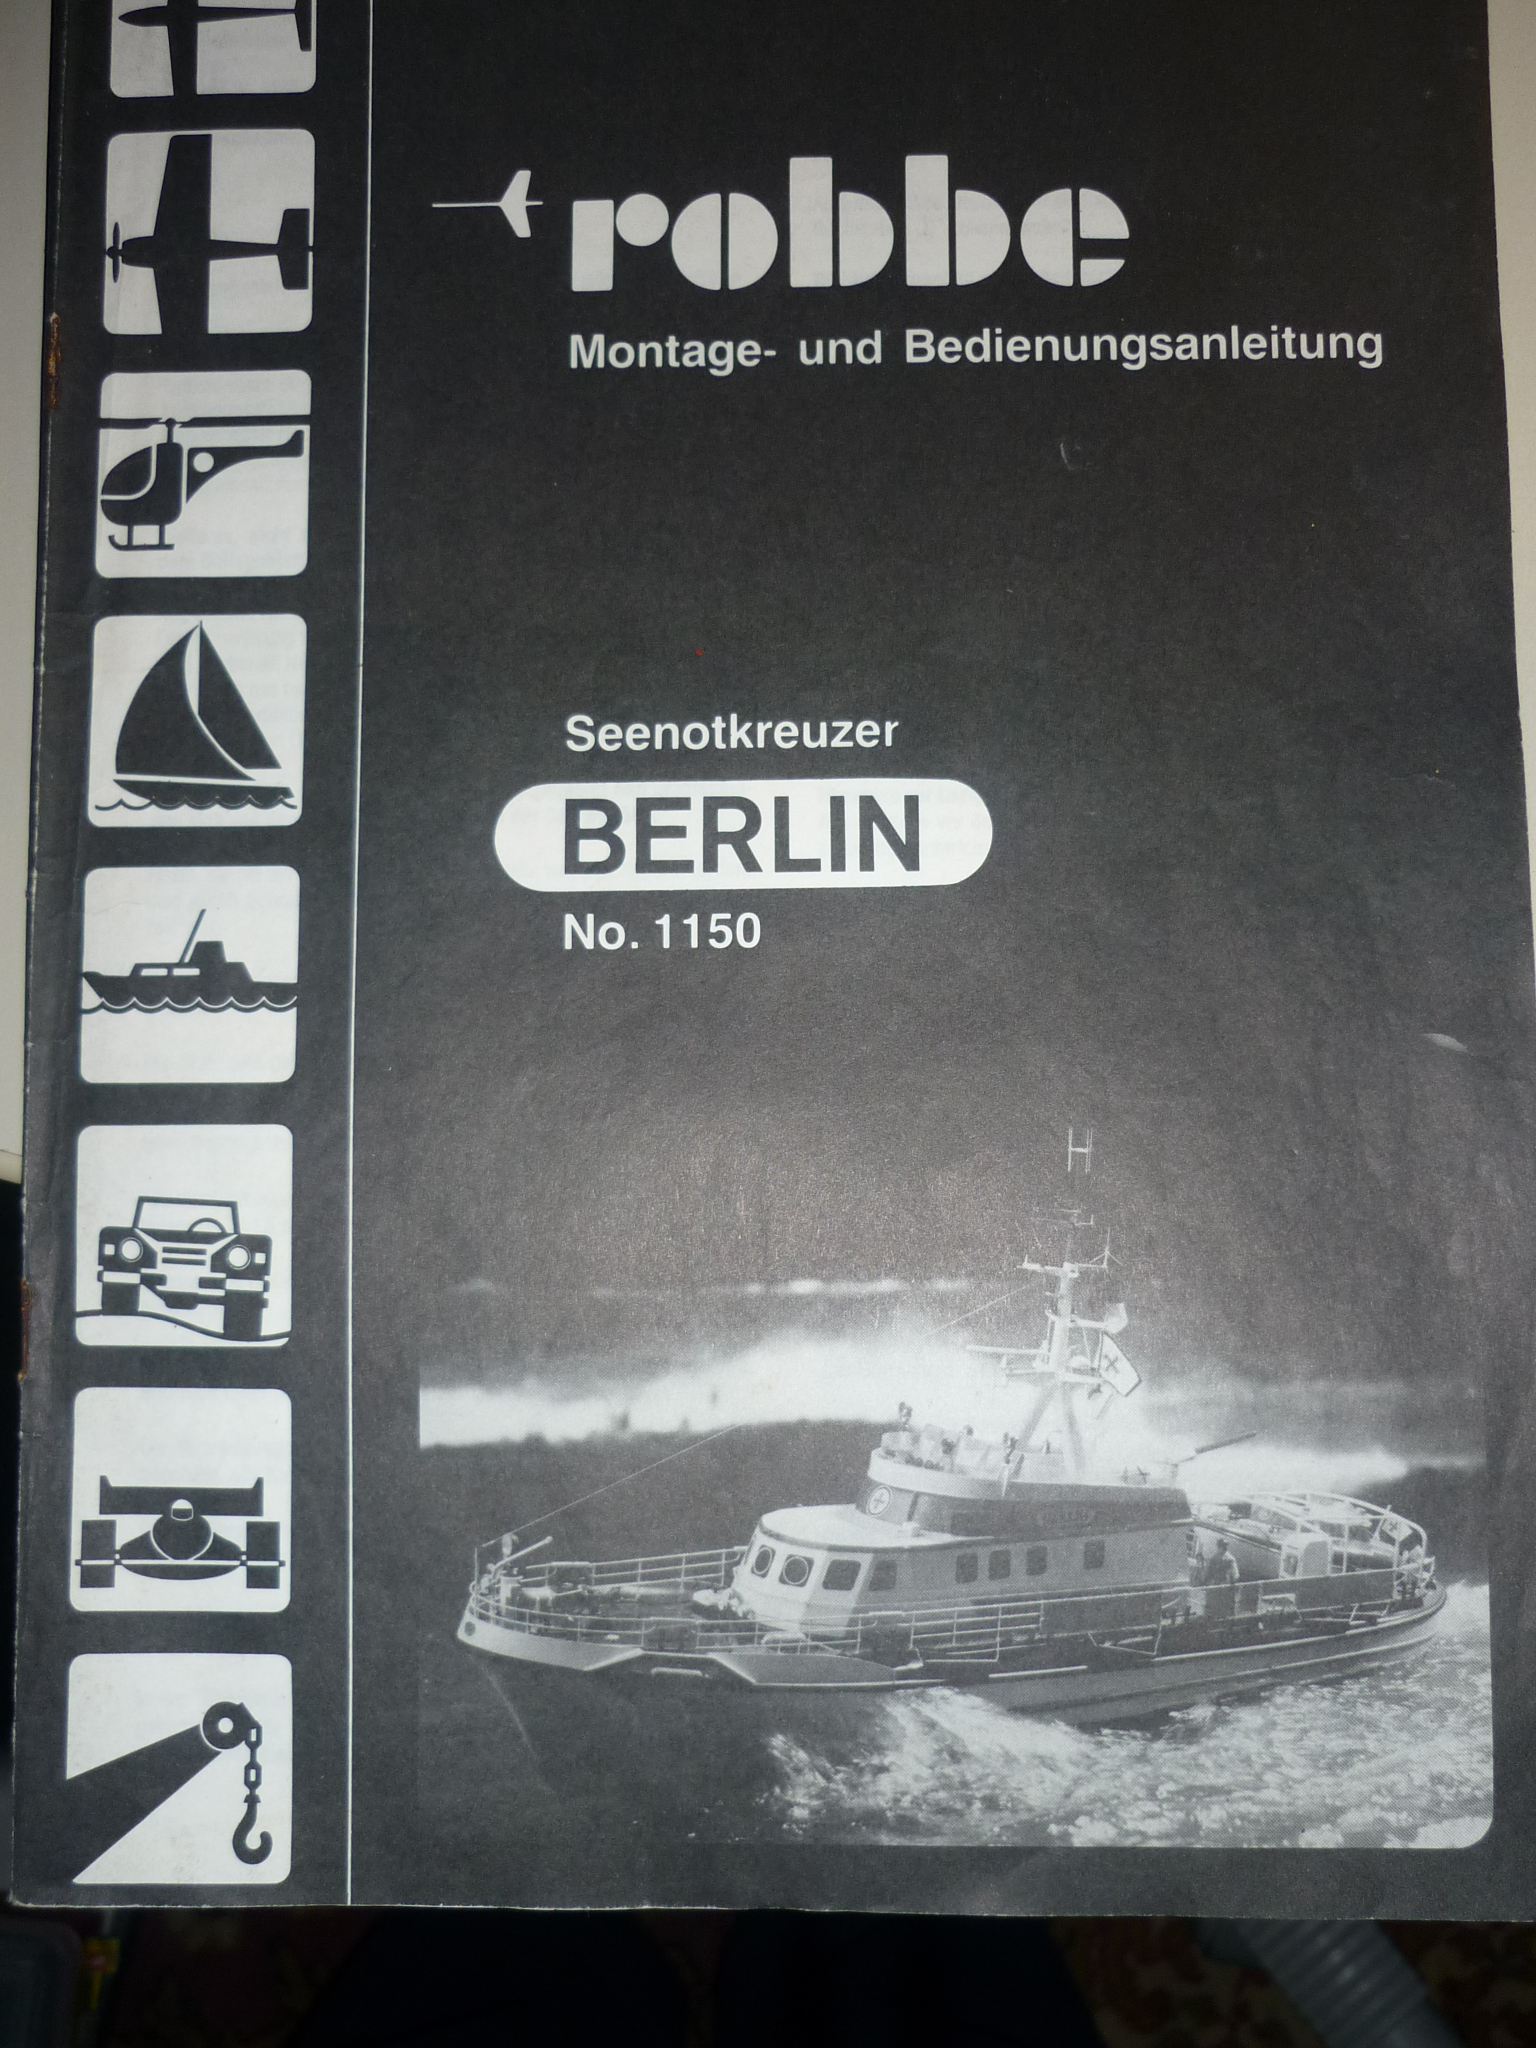 robbe
Montage- und Bedienungsanleitung
Seenotkreuzer
BERLIN
No. 1150